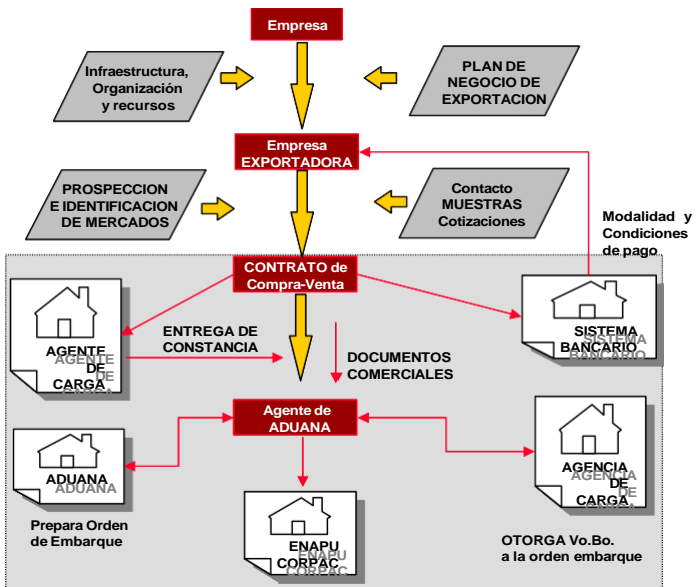 Empresa
Infraestructura,
Organización
y recursos
PLAN DE
NEGOCIO DE
EXPORTACION
Empresa
EXPORTADORA
PROSPECCION
E IDENTIFICACION
DE MERCADOS
Contacto
MUESTRAS
Cotizaciones
Modalidad y
Condiciones
de pago
CONTRATO de
Compra-Venta
AGENTE
DE
CARGA
ENTREGA DE
CONSTANCIA
DOCUMENTOS
COMERCIALES
SISTEMA
BANCARIO
Agente de
ADUANA
ADUANA
Prepara Orden
de Embarque
ENAPU
CORPAC
AGENCIA
DE
CARGA
OTORGA Vo.Bo.
a la orden embarque